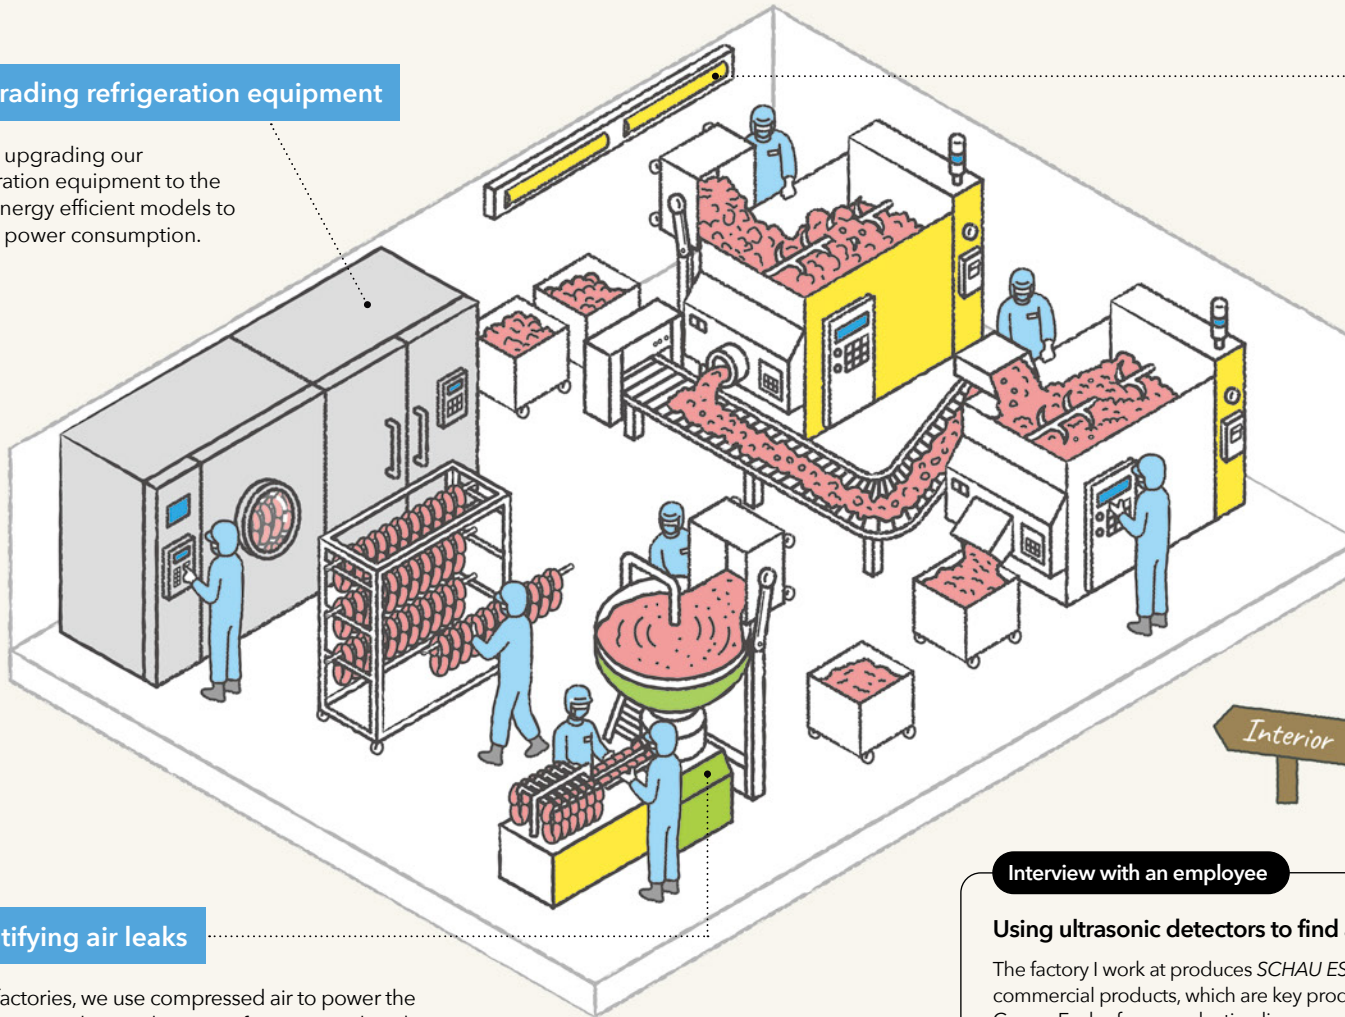 rading refrigeration equipment
upgrading our
ration equipment to the
nergy efficient models to
power consumption.
Interior
tifying air leaks
factories, we use compressed air to power the
Interview with an employee
Using ultrasonic detectors to find
The factory I work at produces SCHAU ES
commercial products, which are key proc